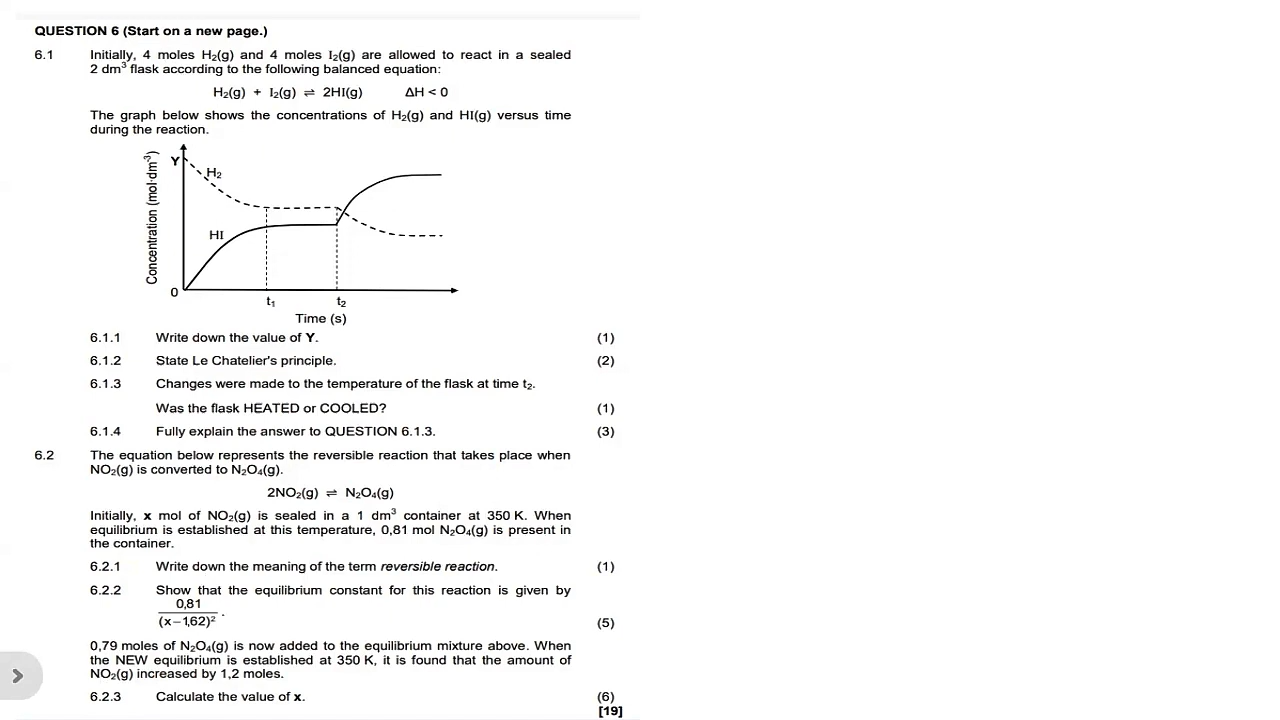 QUESTION 6 (Start on a new page.)
6.1 Initially, 4 moles H₂(g) and 4 moles I₂(g) are allowed to react in a sealed
2 dm³ flask according to the following balanced equation:
H₂(g) + I₂(g) ⇌ 2HI(g) ΔH < 0
The graph below shows the concentrations of H₂(g) and HI(g) versus time
during the reaction.
Concentration (mol·dm⁻³)
Y
H₂
HI
0
t₁ t₂
Time (s)
6.1.1 Write down the value of Y. (1)
6.1.2 State Le Chatelier's principle. (2)
6.1.3 Changes were made to the temperature of the flask at time t₂.
Was the flask HEATED or COOLED? (1)
6.1.4 Fully explain the answer to QUESTION 6.1.3. (3)
6.2 The equation below represents the reversible reaction that takes place when
NO₂(g) is converted to N₂O₄(g).
2NO₂(g) ⇌ N₂O₄(g)
Initially, x mol of NO₂(g) is sealed in a 1 dm³ container at 350 K. When
equilibrium is established at this temperature, 0,81 mol N₂O₄(g) is present in
the container.
6.2.1 Write down the meaning of the term reversible reaction. (1)
6.2.2 Show that the equilibrium constant for this reaction is given by
0,81
(x – 1,62)² . (5)
0,79 moles of N₂O₄(g) is now added to the equilibrium mixture above. When
the NEW equilibrium is established at 350 K, it is found that the amount of
NO₂(g) increased by 1,2 moles.
6.2.3 Calculate the value of x. (6)
[19]